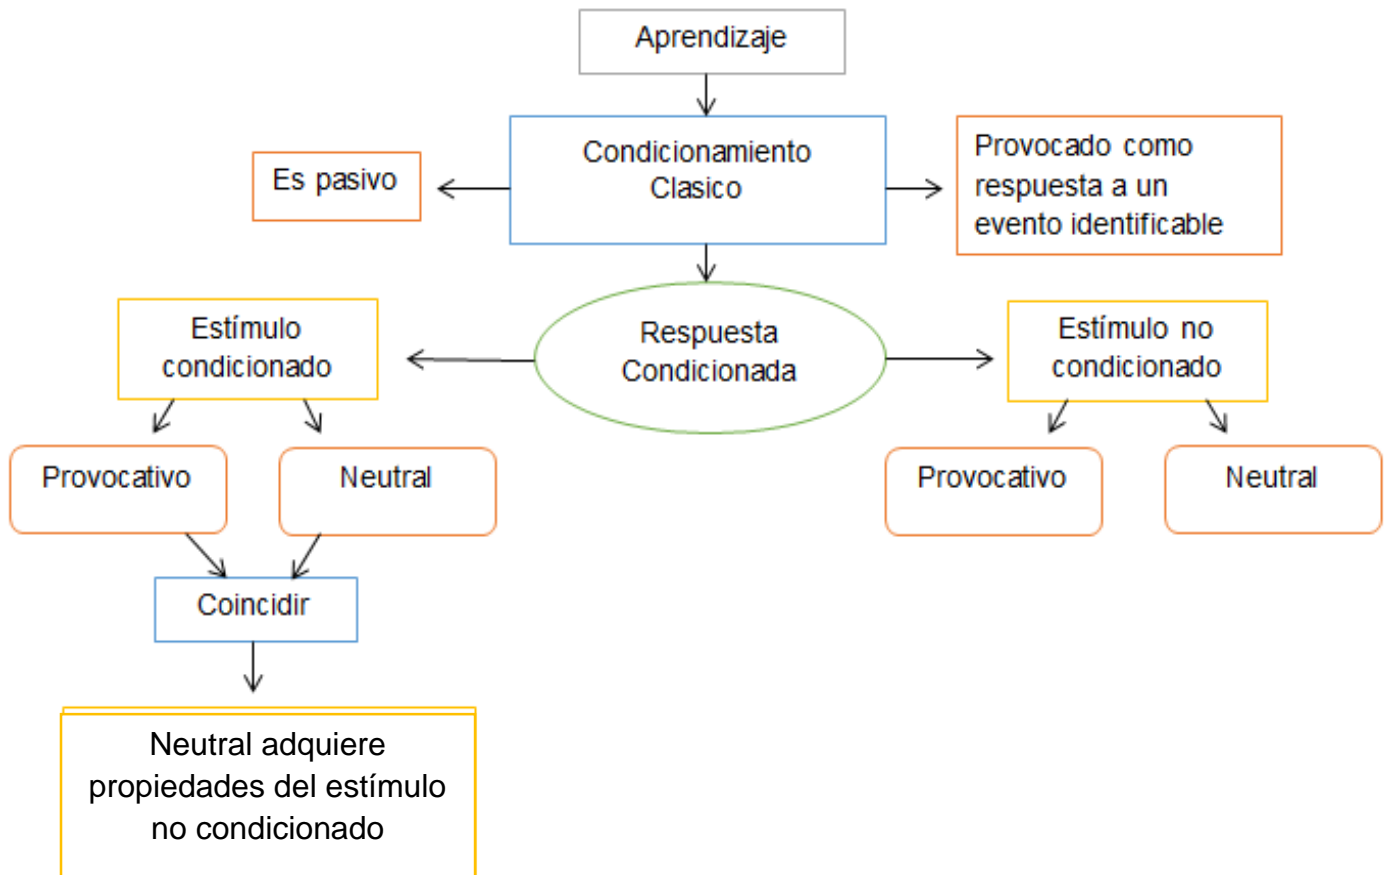 Aprendizaje
Condicionamiento
Clasico
Es pasivo
Provocado como
respuesta a un
evento identificable
Respuesta
Condicionada
Estímulo
condicionado
Estímulo no
condicionado
Provocativo
Neutral
Provocativo
Neutral
Coincidir
Neutral adquiere
propiedades del estímulo
no condicionado